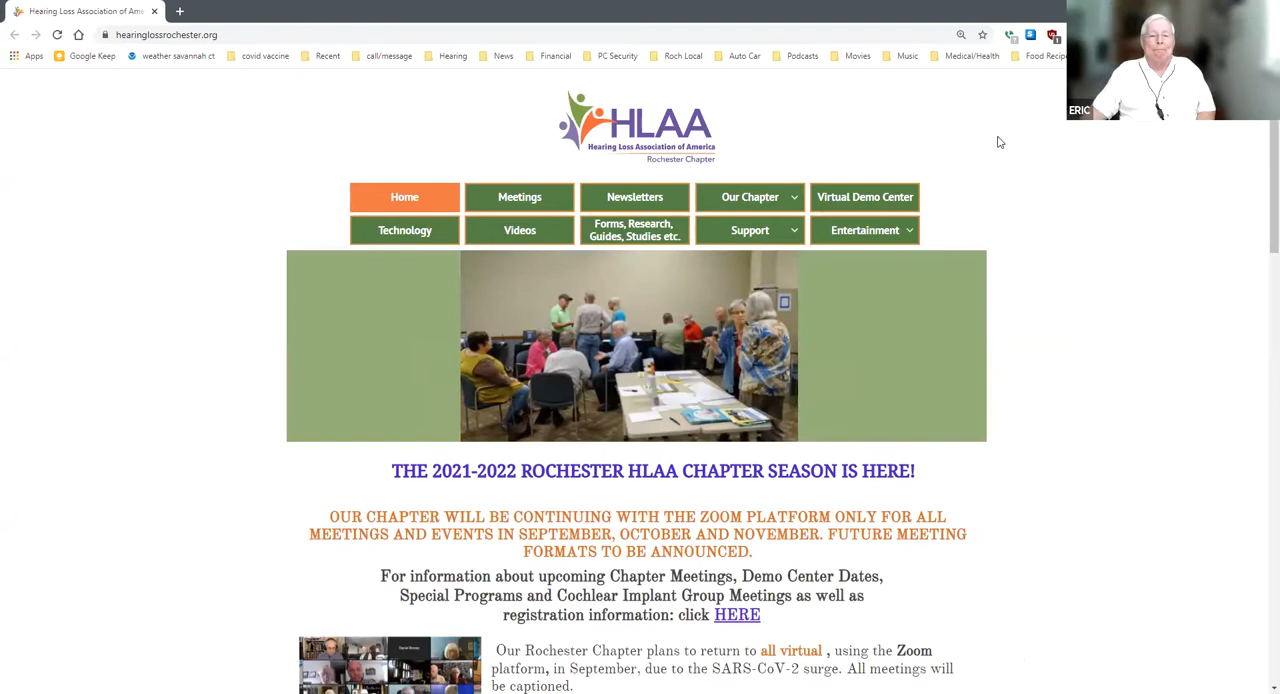 Hearing Loss Association of Ame
hearinglossrochester.org
Apps Google Keep weather savannah ct covid vaccine Recent call/message Hearing News Financial PC Security Roch Local Auto Car Podcasts Movies Music Medical/Health Food Recipe
ERIC
HLAA
Hearing Loss Association of America
Rochester Chapter
Home Meetings Newsletters Our Chapter Virtual Demo Center
Technology Videos Forms, Research, Guides, Studies etc. Support Entertainment
THE 2021-2022 ROCHESTER HLAA CHAPTER SEASON IS HERE!
OUR CHAPTER WILL BE CONTINUING WITH THE ZOOM PLATFORM ONLY FOR ALL
MEETINGS AND EVENTS IN SEPTEMBER, OCTOBER AND NOVEMBER. FUTURE MEETING
FORMATS TO BE ANNOUNCED.
For information about upcoming Chapter Meetings, Demo Center Dates,
Special Programs and Cochlear Implant Group Meetings as well as
registration information: click HERE
Our Rochester Chapter plans to return to all virtual , using the Zoom
platform, in September, due to the SARS-CoV-2 surge. All meetings will
be captioned.